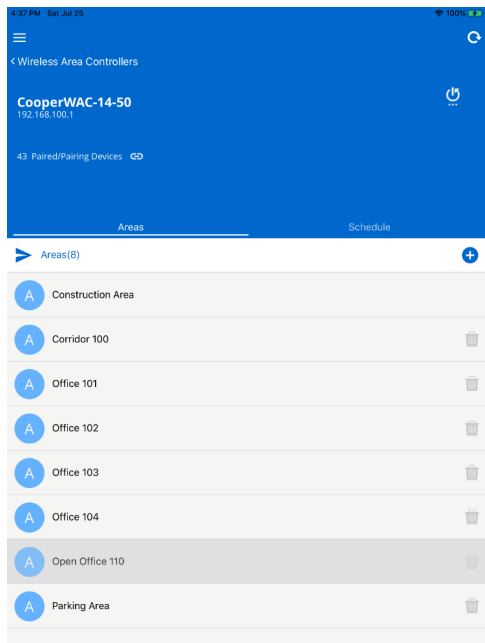 4:37 PM Sat Jul 25 100%
< Wireless Area Controllers
CooperWAC-14-50
192.168.100.1
43 Paired/Pairing Devices
Areas Schedule
Areas(8)
A Construction Area
A Corridor 100
A Office 101
A Office 102
A Office 103
A Office 104
A Open Office 110
A Parking Area